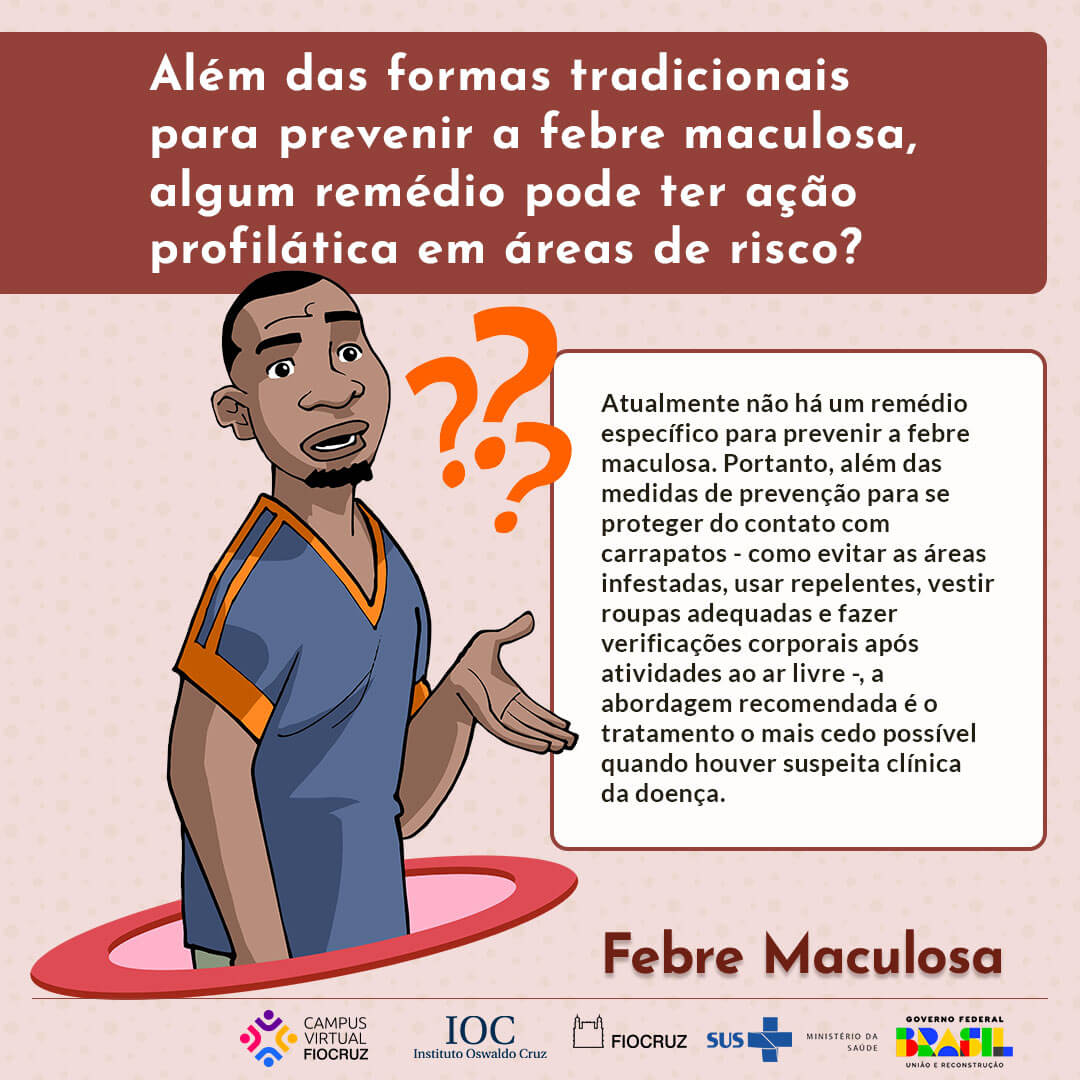 Além das formas tradicionais
para prevenir a febre maculosa,
algum remédio pode ter ação
profilática em áreas de risco?
???
Atualmente não há um remédio
específico para prevenir a febre
maculosa. Portanto, além das
medidas de prevenção para se
proteger do contato com
carrapatos - como evitar as áreas
infestadas, usar repelentes, vestir
roupas adequadas e fazer
verificações corporais após
atividades ao ar livre -, a
abordagem recomendada é o
tratamento o mais cedo possível
quando houver suspeita clínica
da doença.
Febre Maculosa
CAMPUS
VIRTUAL
FIOCRUZ
IOC
Instituto Oswaldo Cruz
FIOCRUZ
SUS
MINISTÉRIO DA
SAÚDE
GOVERNO FEDERAL
BRASIL
UNIÃO E RECONSTRUÇÃO